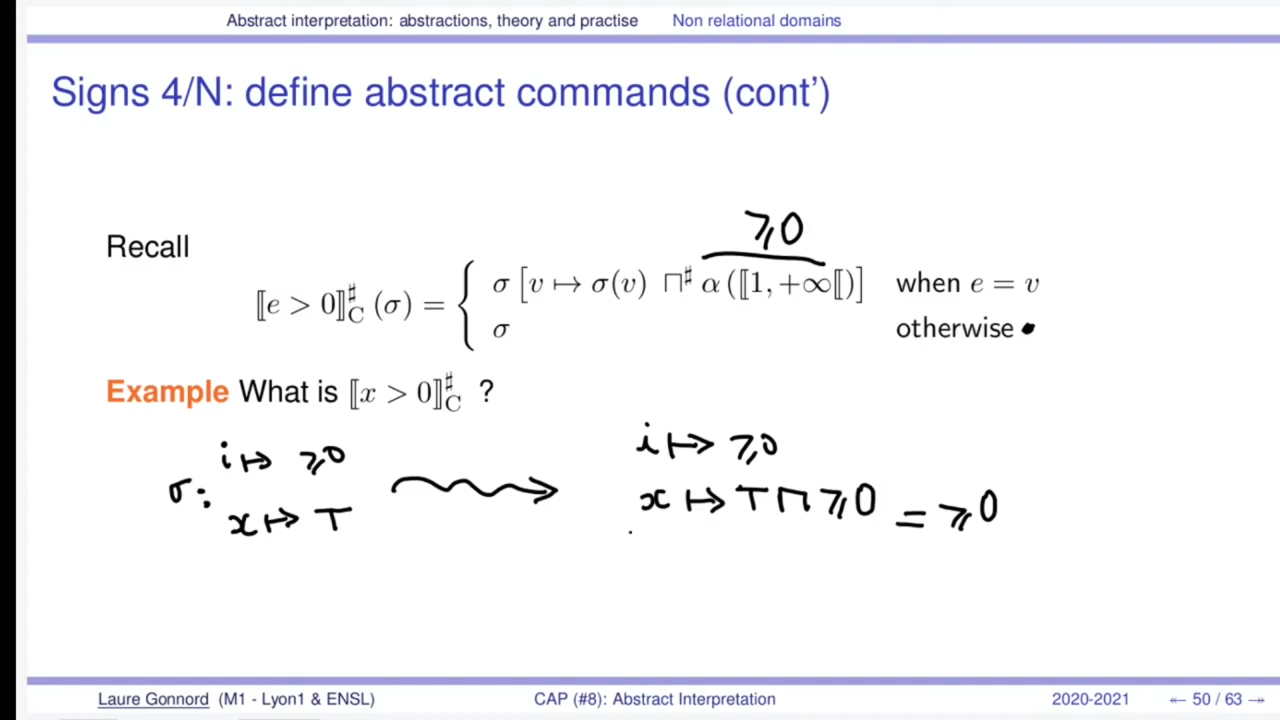 Abstract interpretation: abstractions, theory and practise Non relational domains
Signs 4/N: define abstract commands (cont')
⩾0
Recall
⟦e > 0⟧♯C (σ) = { σ [v ↦ σ(v) ⊓♯ α (⟦1, +∞⟦)] when e = v
σ otherwise
Example What is ⟦x > 0⟧♯C ?
σ: i ↦ ⩾0 i ↦ ⩾0
x ↦ ⊤ x ↦ ⊤ ⊓ ⩾0 = ⩾0
Laure Gonnord (M1 - Lyon1 & ENSL) CAP (#8): Abstract Interpretation 2020-2021 ← 50 / 63 →